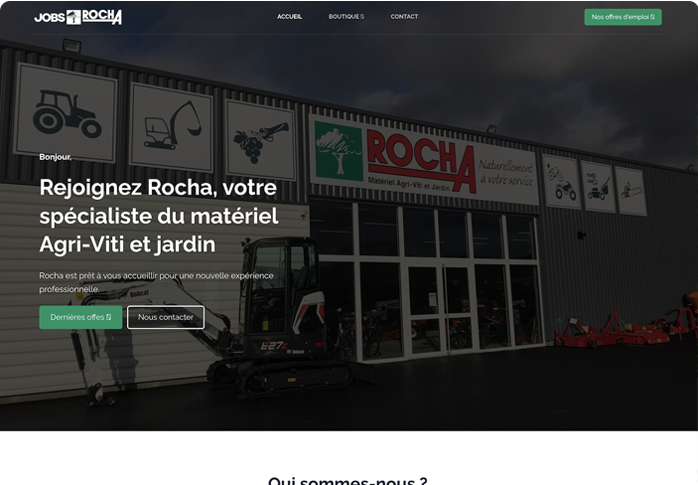 JOBS ROCHA
ACCUEIL
BOUTIQUE
CONTACT
Nos offres d'emploi
ROCHA
Matériel Agri-Viti et Jardin
Naturellement
à votre service
Bonjour,
Rejoignez Rocha, votre
spécialiste du matériel
Agri-Viti et jardin
Rocha est prêt à vous accueillir pour une nouvelle expérience
professionnelle.
Dernières offes
Nous contacter
bobcat
E27z
Qui sommes-nous ?